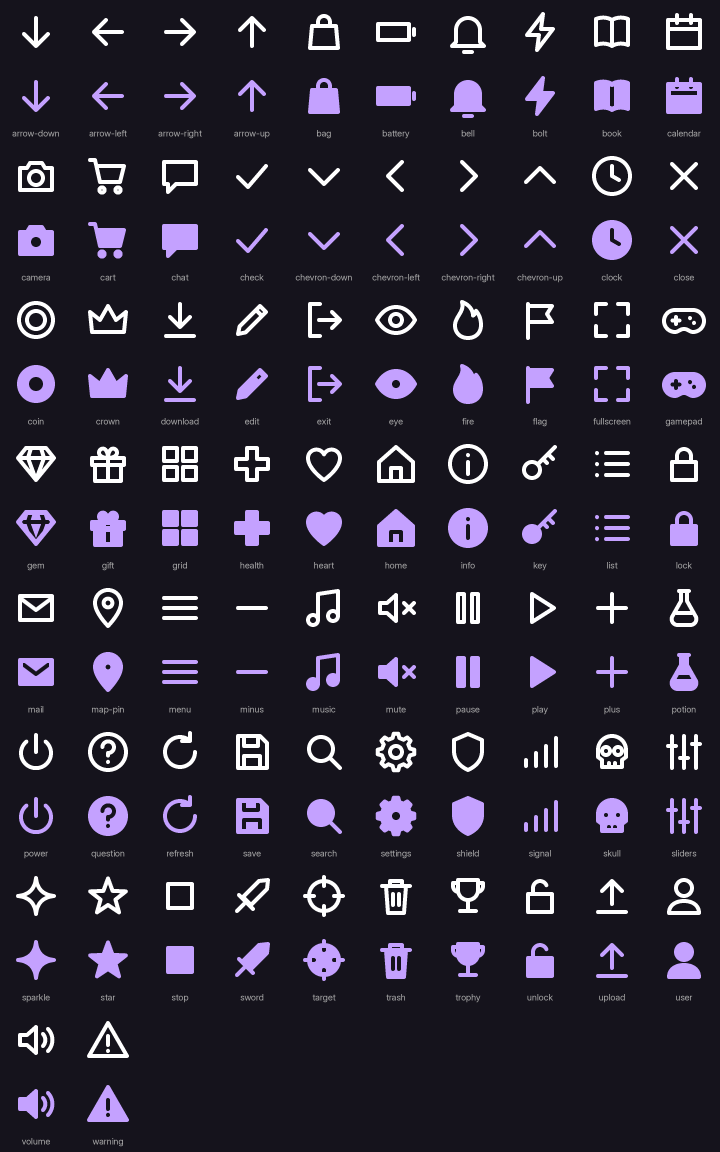 arrow-down arrow-left arrow-right arrow-up bag battery bell bolt book calendar
camera cart chat check chevron-down chevron-left chevron-right chevron-up clock close
coin crown download edit exit eye fire flag fullscreen gamepad
gem gift grid health heart home info key list lock
mail map-pin menu minus music mute pause play plus potion
power question refresh save search settings shield signal skull sliders
sparkle star stop sword target trash trophy unlock upload user
volume warning